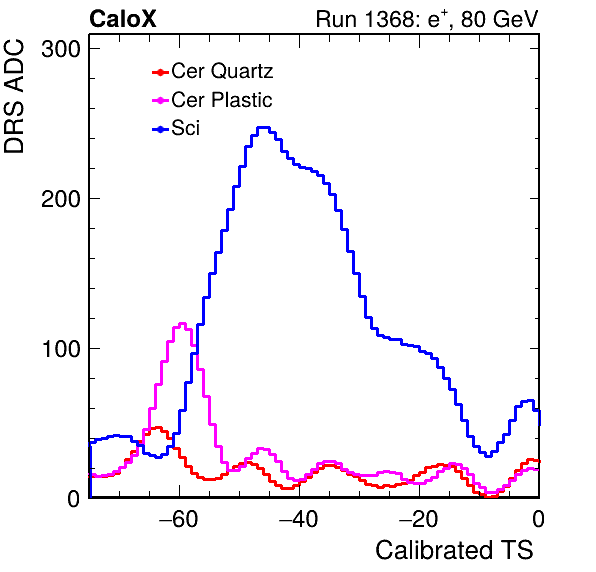 CaloX
Run 1368: e⁺, 80 GeV
DRS ADC
300
200
100
0
Cer Quartz
Cer Plastic
Sci
−60
−40
−20
0
Calibrated TS